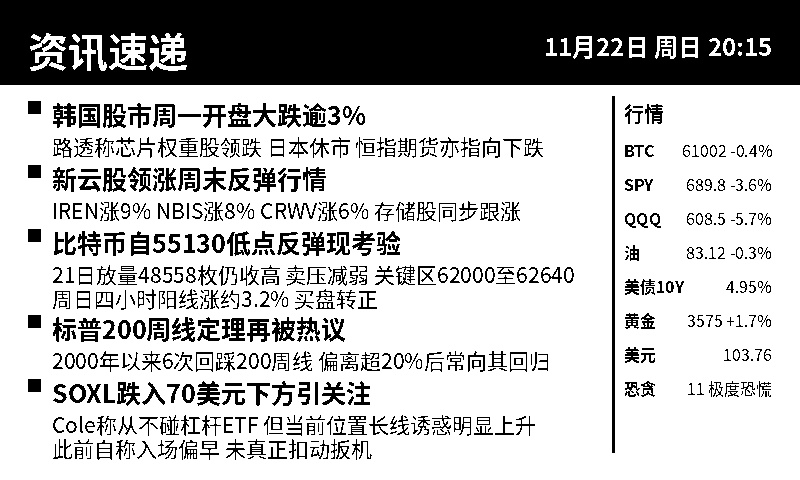 资讯速递
11月22日 周日 20:15
韩国股市周一开盘大跌逾3%
路透称芯片权重股领跌 日本休市 恒指期货亦指向下跌
新云股领涨周末反弹行情
IREN涨9% NBIS涨8% CRWV涨6% 存储股同步跟涨
比特币自55130低点反弹现考验
21日放量48558枚仍收高 卖压减弱 关键区62000至62640
周日四小时阳线涨约3.2% 买盘转正
标普200周线定理再被热议
2000年以来6次回踩200周线 偏离超20%后常向其回归
SOXL跌入70美元下方引关注
Cole称从不碰杠杆ETF 但当前位置长线诱惑明显上升
此前自称入场偏早 未真正扣动扳机
行情
BTC 61002 -0.4%
SPY 689.8 -3.6%
QQQ 608.5 -5.7%
油 83.12 -0.3%
美债10Y 4.95%
黄金 3575 +1.7%
美元 103.76
恐贪 11 极度恐慌